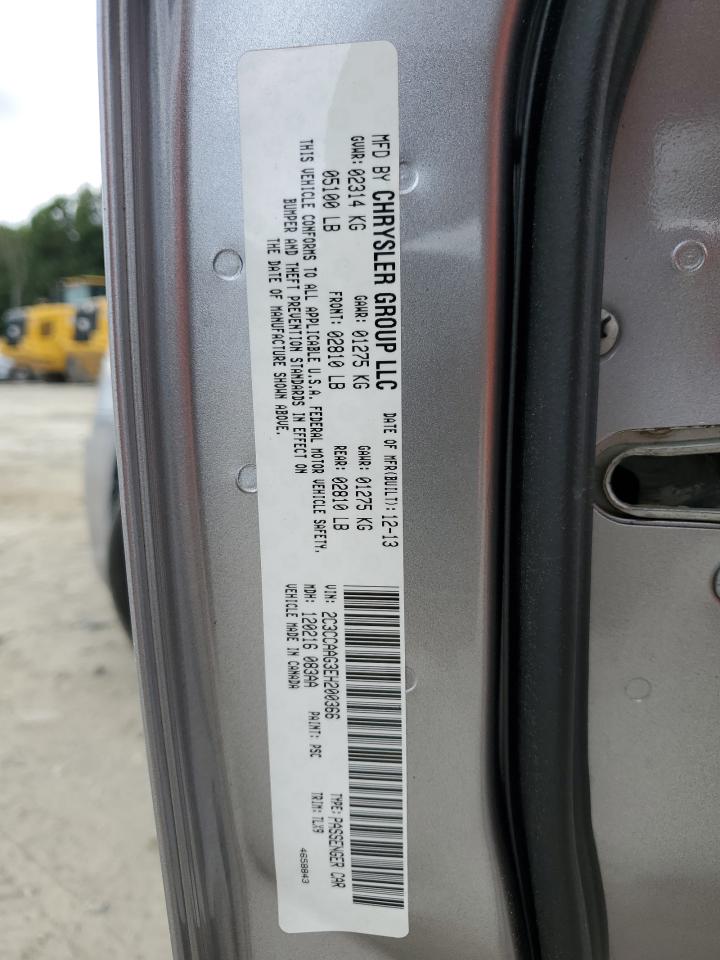 MFD BY CHRYSLER GROUP LLC DATE OF MFR(BUILT): 12-13
GVWR: 02314 KG GAWR: 01275 KG GAWR: 01275 KG
05100 LB FRONT: 02810 LB REAR: 02810 LB
THIS VEHICLE CONFORMS TO ALL APPLICABLE U.S.A. FEDERAL MOTOR VEHICLE SAFETY,
BUMPER AND THEFT PREVENTION STANDARDS IN EFFECT ON
THE DATE OF MANUFACTURE SHOWN ABOVE.
VIN: 2C3CCAAG3EH200366 TYPE: PASSENGER CAR
MDH: 120216 083AA PAINT: PSC TRIM: TLX9
VEHICLE MADE IN CANADA 4658843